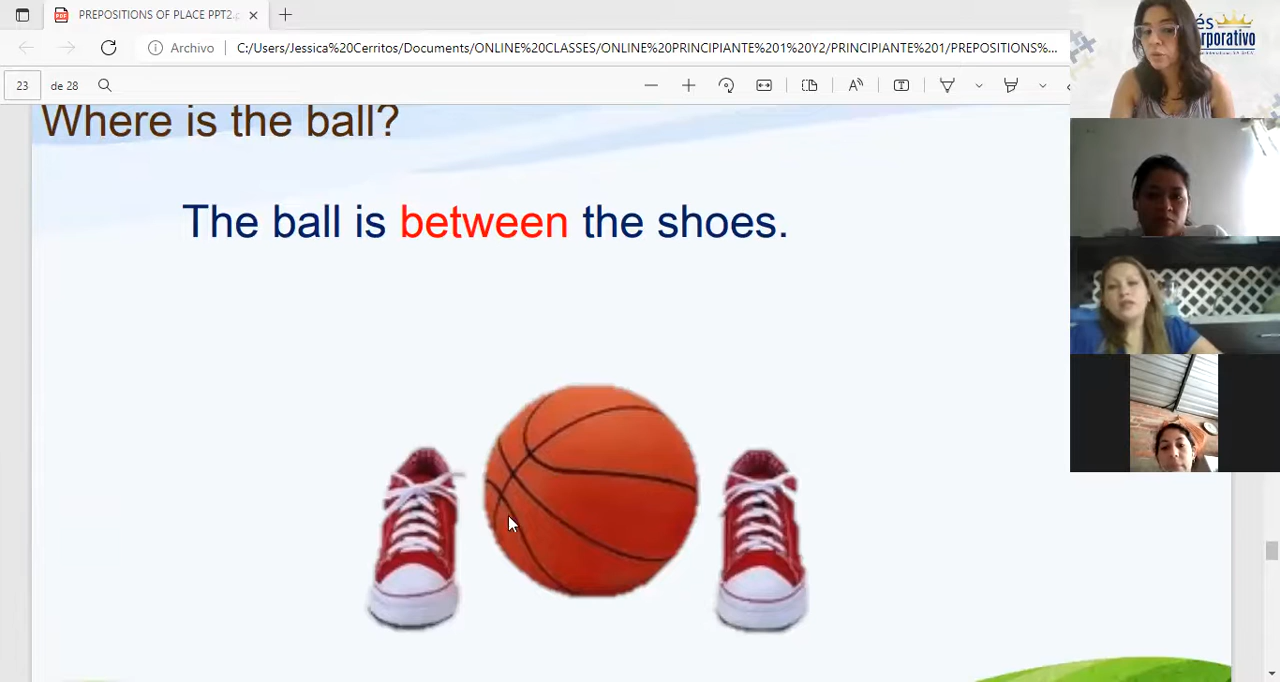 PREPOSITIONS OF PLACE PPT2.p
Archivo
C:/Users/Jessica%20Cerritos/Documents/ONLINE%20CLASSES/ONLINE%20PRINCIPIANTE%201%20Y2/PRINCIPIANTE%201/PREPOSITIONS%...
23 de 28
Where is the ball?
The ball is between the shoes.
és
rporativo